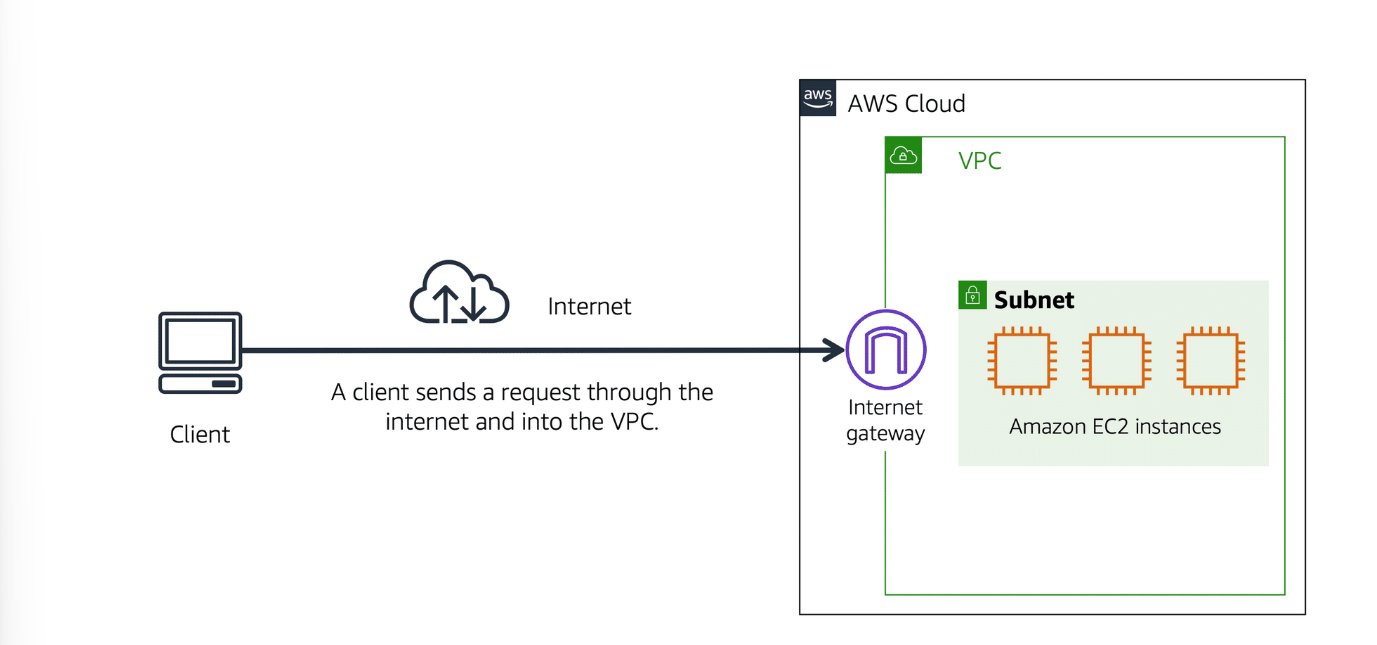 aws
AWS Cloud
VPC
Internet
Subnet
A client sends a request through the
internet and into the VPC.
Client
Internet
gateway
Amazon EC2 instances